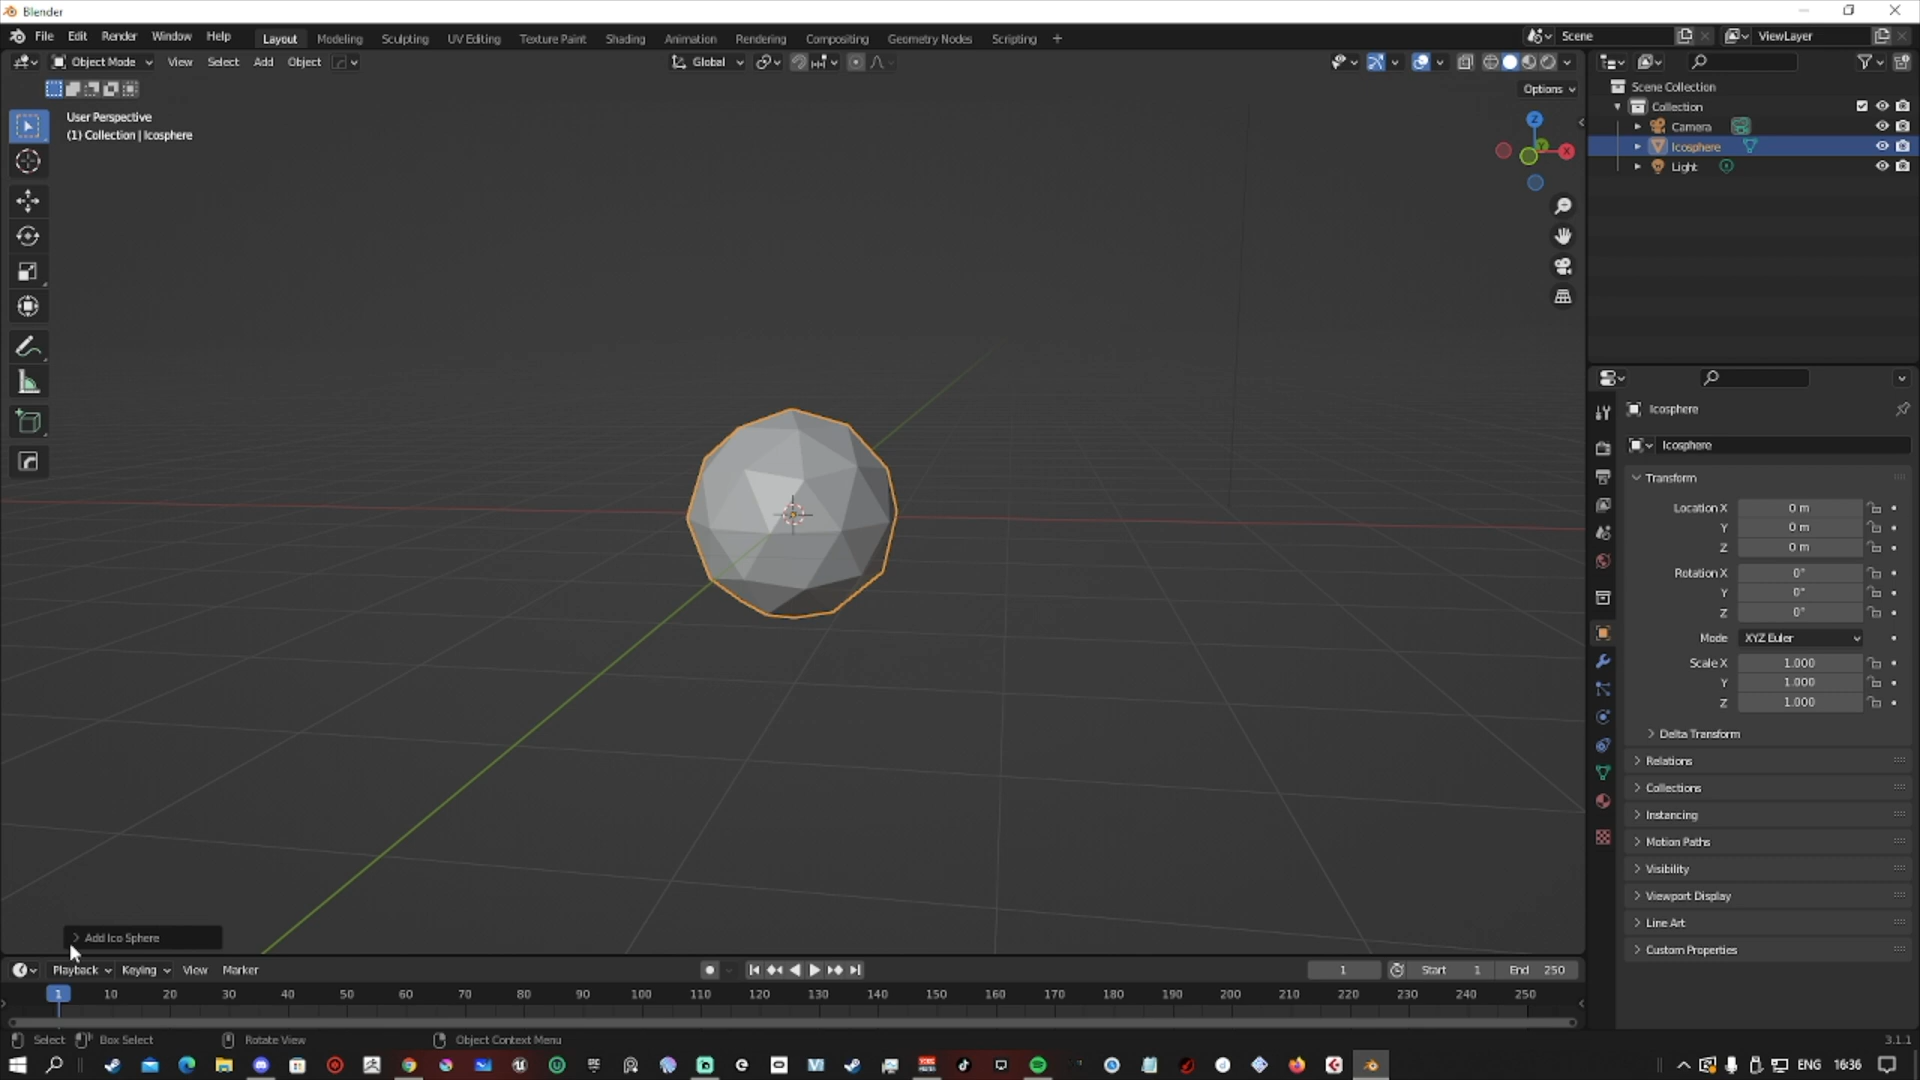 Blender
File Edit Render Window Help Layout Modeling Sculpting UV Editing Texture Paint Shading Animation Rendering Compositing Geometry Nodes Scripting + Scene ViewLayer
Object Mode View Select Add Object Global
Options
User Perspective
(1) Collection | Icosphere
Z
Y
X
Scene Collection
Collection
Camera
Icosphere
Light
Icosphere
Icosphere
Transform
Location X 0 m
Y 0 m
Z 0 m
Rotation X 0°
Y 0°
Z 0°
Mode XYZ Euler
Scale X 1.000
Y 1.000
Z 1.000
Delta Transform
Relations
Collections
Instancing
Motion Paths
Visibility
Viewport Display
Line Art
Custom Properties
Add Ico Sphere
Playback Keying View Marker 1 Start 1 End 250
1 10 20 30 40 50 60 70 80 90 100 110 120 130 140 150 160 170 180 190 200 210 220 230 240 250
Select Box Select Rotate View Object Context Menu 3.1.1
ENG 16:36